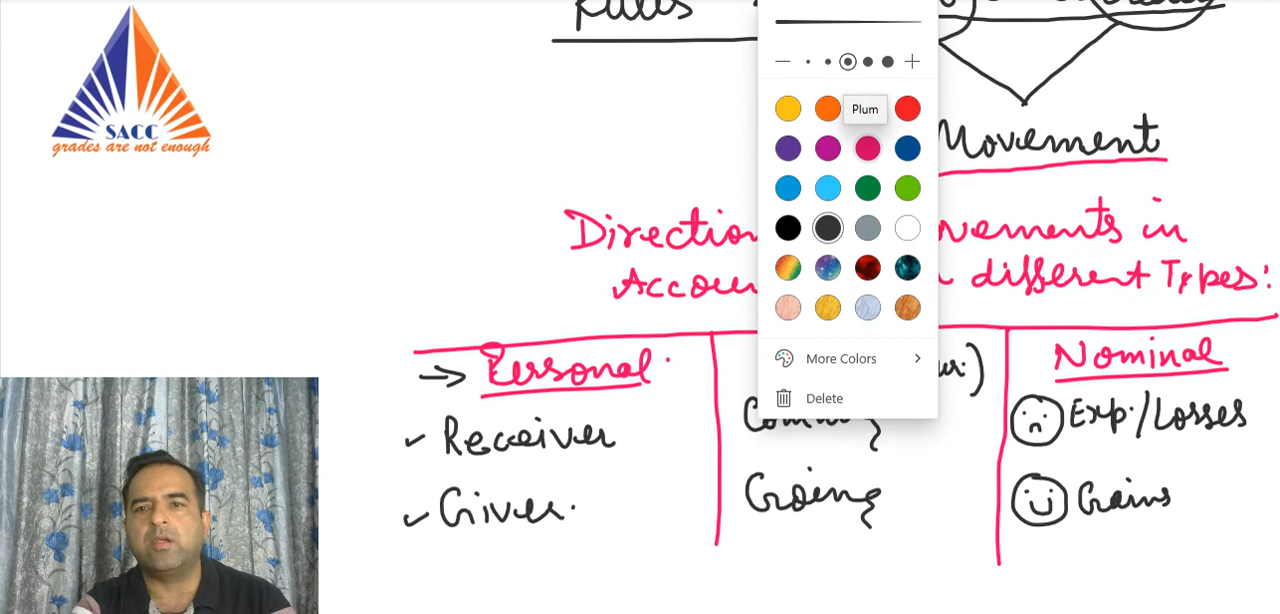 Rules
SACC
grades are not enough
Plum
Movement
Direction vements in
Accou different Types:
Personal
Nominal
More Colors
Delete
Receiver
Exp./Losses
Giver.
Going
Gains